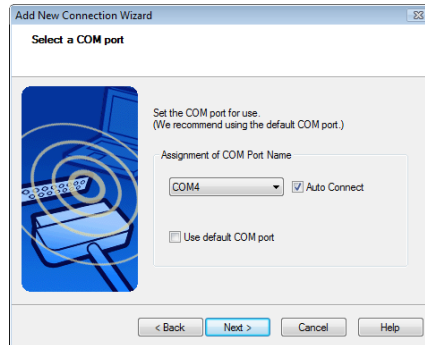 Add New Connection Wizard
Select a COM port
Set the COM port for use.
(We recommend using the default COM port.)
Assignment of COM Port Name
COM4 Auto Connect
Use default COM port
< Back Next > Cancel Help